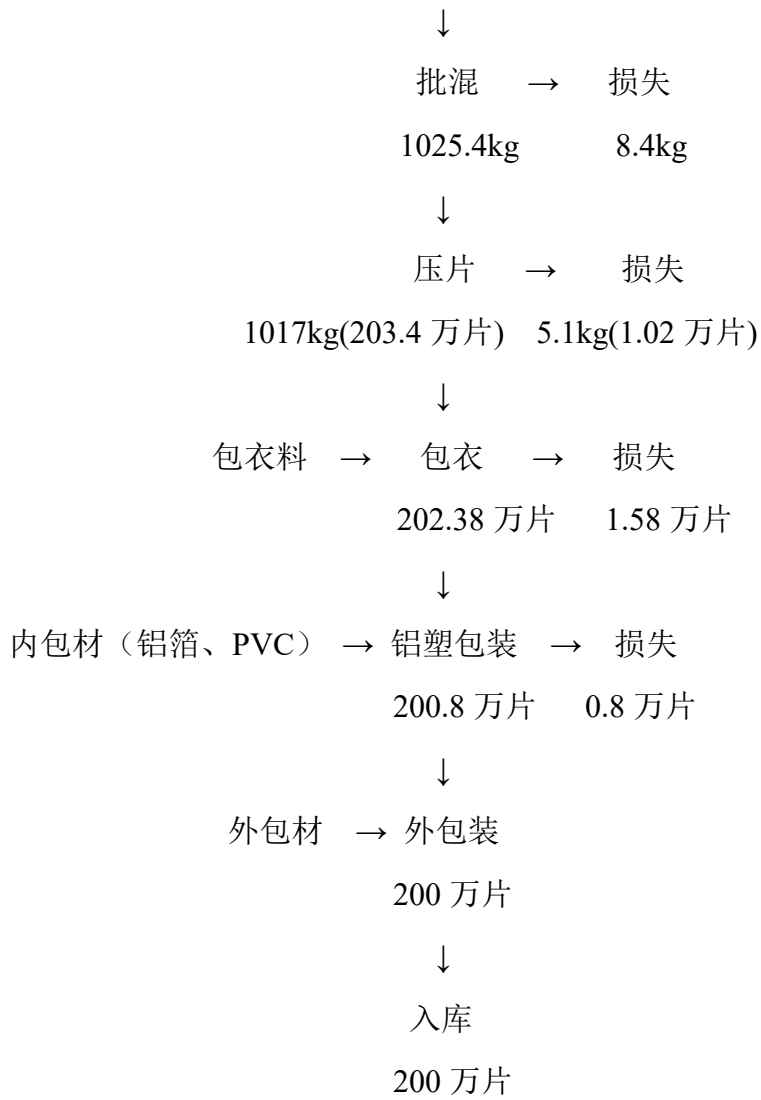 ↓
批混 → 损失
1025.4kg 8.4kg
↓
压片 → 损失
1017kg(203.4 万片) 5.1kg(1.02 万片)
↓
包衣料 → 包衣 → 损失
202.38 万片 1.58 万片
↓
内包材（铝箔、PVC） → 铝塑包装 → 损失
200.8 万片 0.8 万片
↓
外包材 → 外包装
200 万片
↓
入库
200 万片